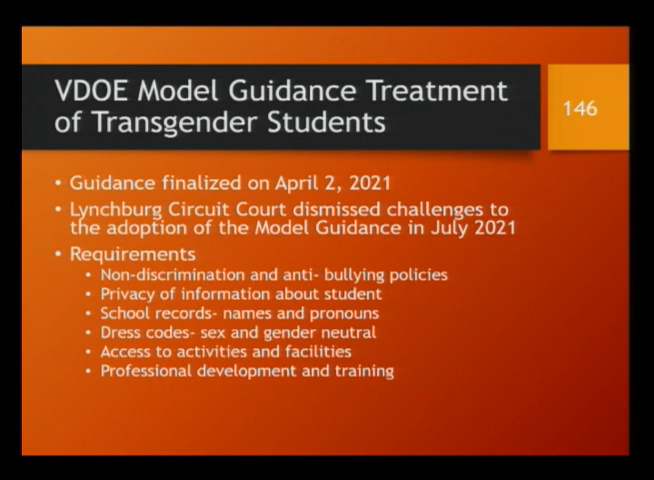 VDOE Model Guidance Treatment
of Transgender Students
146
• Guidance finalized on April 2, 2021
• Lynchburg Circuit Court dismissed challenges to
the adoption of the Model Guidance in July 2021
• Requirements
• Non-discrimination and anti- bullying policies
• Privacy of information about student
• School records- names and pronouns
• Dress codes- sex and gender neutral
• Access to activities and facilities
• Professional development and training